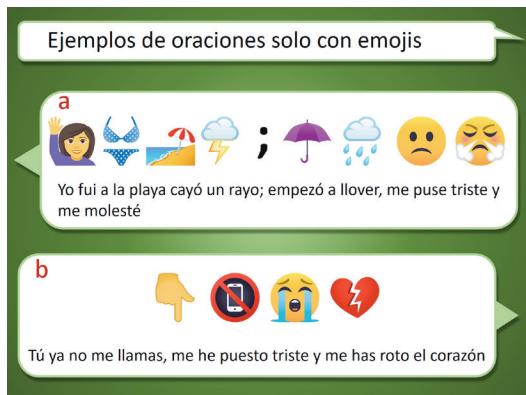 Ejemplos de oraciones solo con emojis
a
;
Yo fui a la playa cayó un rayo; empezó a llover, me puse triste y
me molesté
b
Tú ya no me llamas, me he puesto triste y me has roto el corazón